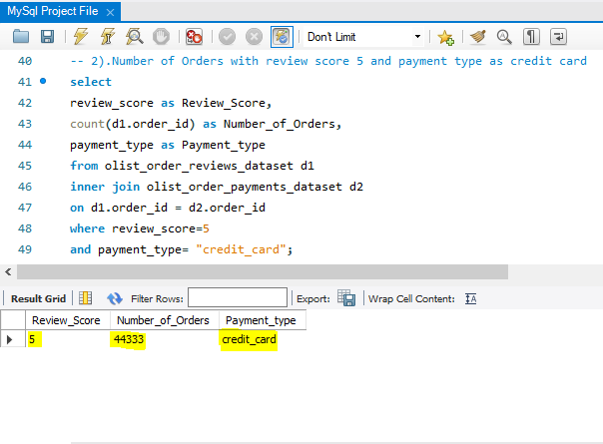 MySql Project File ×
Don't Limit
40 -- 2).Number of Orders with review score 5 and payment type as credit card
41 select
42 review_score as Review_Score,
43 count(d1.order_id) as Number_of_Orders,
44 payment_type as Payment_type
45 from olist_order_reviews_dataset d1
46 inner join olist_order_payments_dataset d2
47 on d1.order_id = d2.order_id
48 where review_score=5
49 and payment_type= "credit_card";
Result Grid Filter Rows: Export: Wrap Cell Content:
Review_Score Number_of_Orders Payment_type
5 44333 credit_card